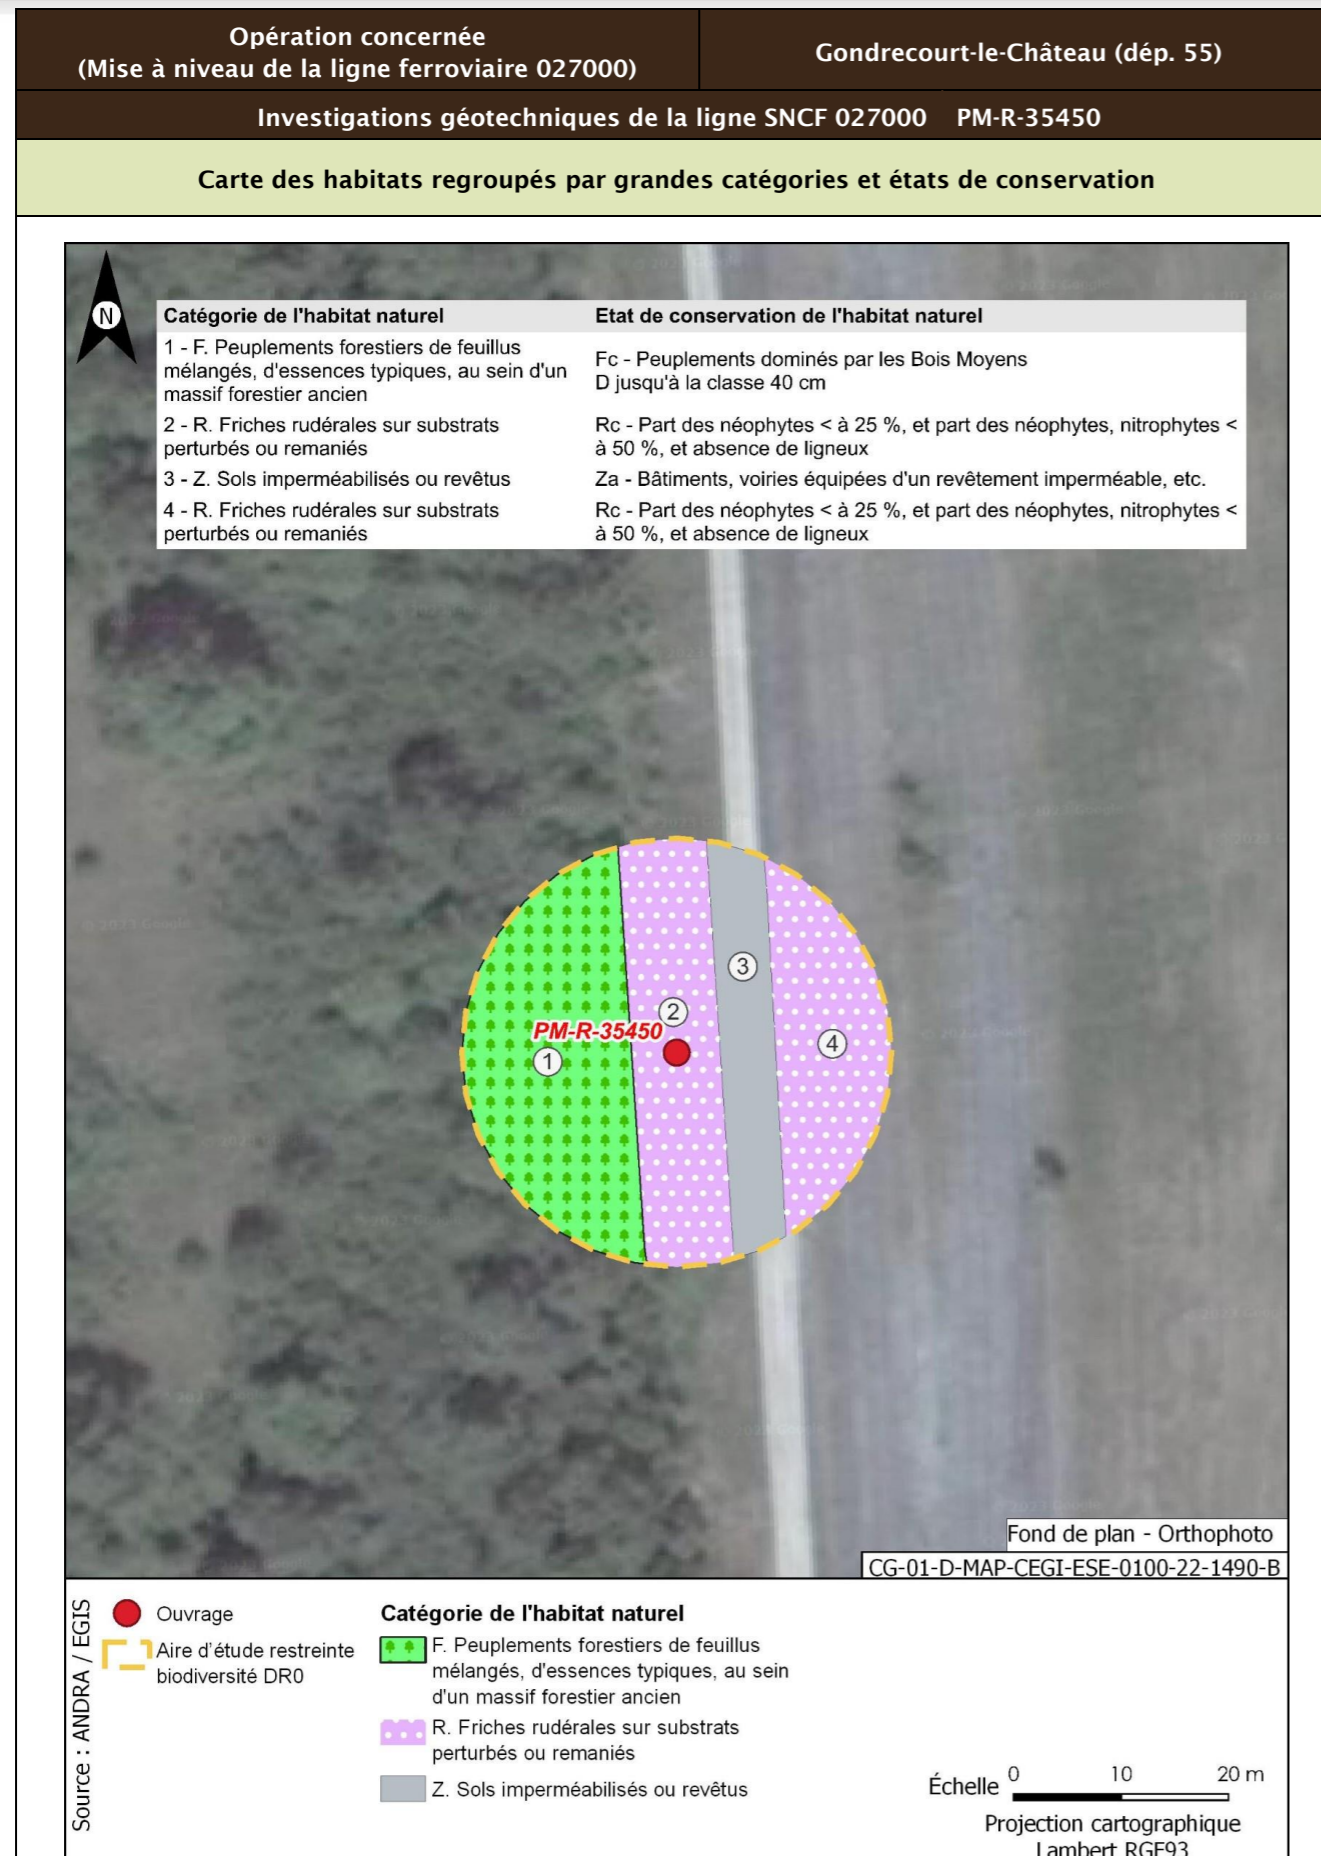 Opération concernée
(Mise à niveau de la ligne ferroviaire 027000)
Gondrecourt-le-Château (dép. 55)
Investigations géotechniques de la ligne SNCF 027000 PM-R-35450
Carte des habitats regroupés par grandes catégories et états de conservation
N
Catégorie de l'habitat naturel
Etat de conservation de l'habitat naturel
1 - F. Peuplements forestiers de feuillus
mélangés, d'essences typiques, au sein d'un
massif forestier ancien
Fc - Peuplements dominés par les Bois Moyens
D jusqu'à la classe 40 cm
2 - R. Friches rudérales sur substrats
perturbés ou remaniés
Rc - Part des néophytes < à 25 %, et part des néophytes, nitrophytes <
à 50 %, et absence de ligneux
3 - Z. Sols imperméabilisés ou revêtus
Za - Bâtiments, voiries équipées d'un revêtement imperméable, etc.
4 - R. Friches rudérales sur substrats
perturbés ou remaniés
Rc - Part des néophytes < à 25 %, et part des néophytes, nitrophytes <
à 50 %, et absence de ligneux
3
2
PM-R-35450
4
1
Fond de plan - Orthophoto
CG-01-D-MAP-CEGI-ESE-0100-22-1490-B
Source : ANDRA / EGIS
Ouvrage
Aire d'étude restreinte
biodiversité DR0
Catégorie de l'habitat naturel
F. Peuplements forestiers de feuillus
mélangés, d'essences typiques, au sein
d'un massif forestier ancien
R. Friches rudérales sur substrats
perturbés ou remaniés
Z. Sols imperméabilisés ou revêtus
Échelle 0 10 20 m
Projection cartographique
Lambert RGF93